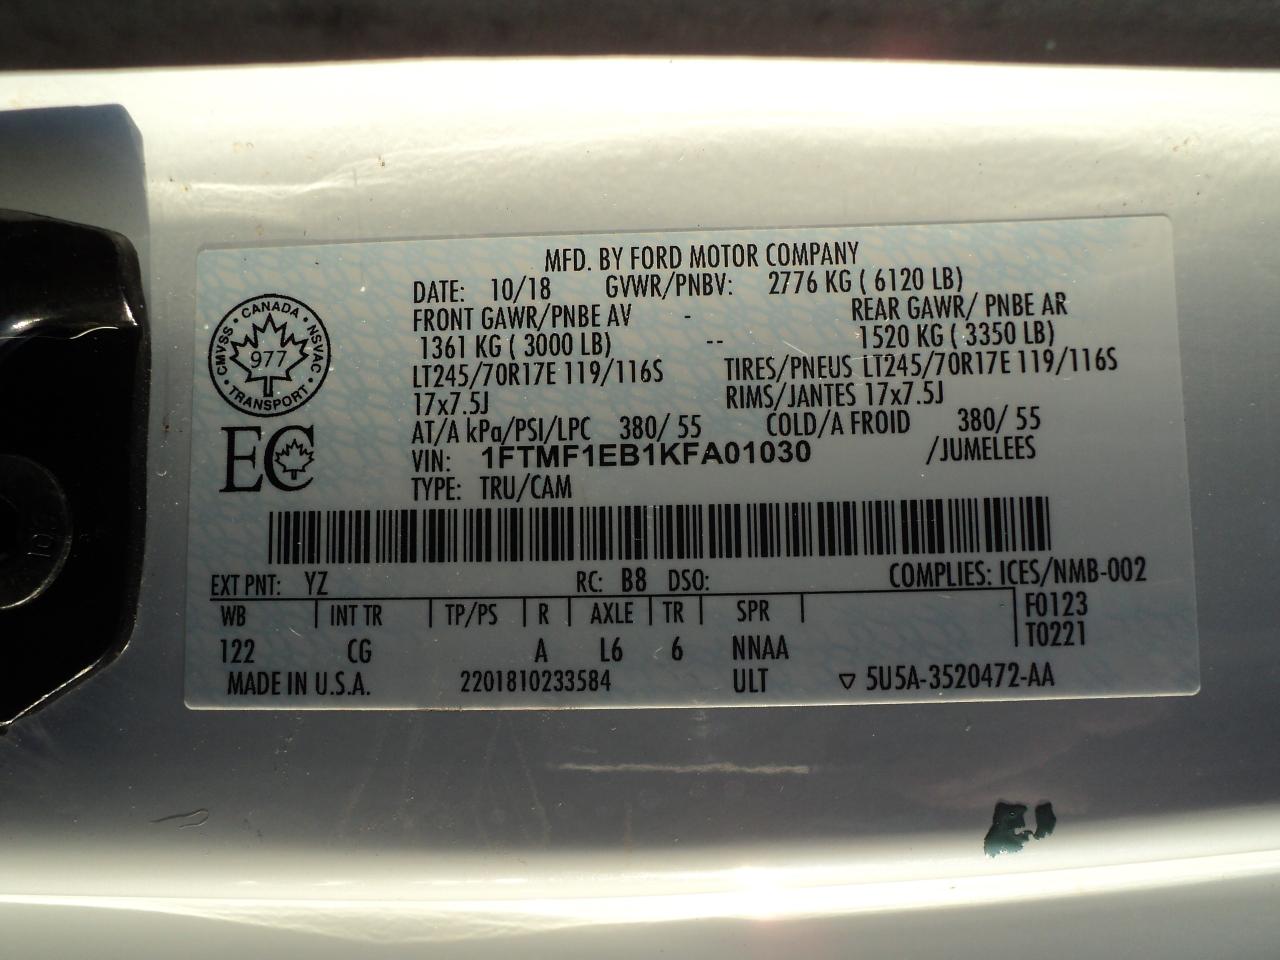 MFD. BY FORD MOTOR COMPANY
DATE: 10/18 GVWR/PNBV: 2776 KG ( 6120 LB)
FRONT GAWR/PNBE AV - REAR GAWR/ PNBE AR
1361 KG ( 3000 LB) -- 1520 KG ( 3350 LB)
LT245/70R17E 119/116S TIRES/PNEUS LT245/70R17E 119/116S
17x7.5J RIMS/JANTES 17x7.5J
AT/A kPa/PSI/LPC 380/ 55 COLD/A FROID 380/ 55
VIN: 1FTMF1EB1KFA01030 /JUMELEES
TYPE: TRU/CAM
CMVSS · CANADA · NSVAC · TRANSPORT ·
977
EC
EXT PNT: YZ RC: B8 DSO: COMPLIES: ICES/NMB-002
WB | INT TR | TP/PS | R | AXLE | TR | SPR | F0123
T0221
122 CG A L6 6 NNAA
MADE IN U.S.A. 2201810233584 ULT ▽ 5U5A-3520472-AA